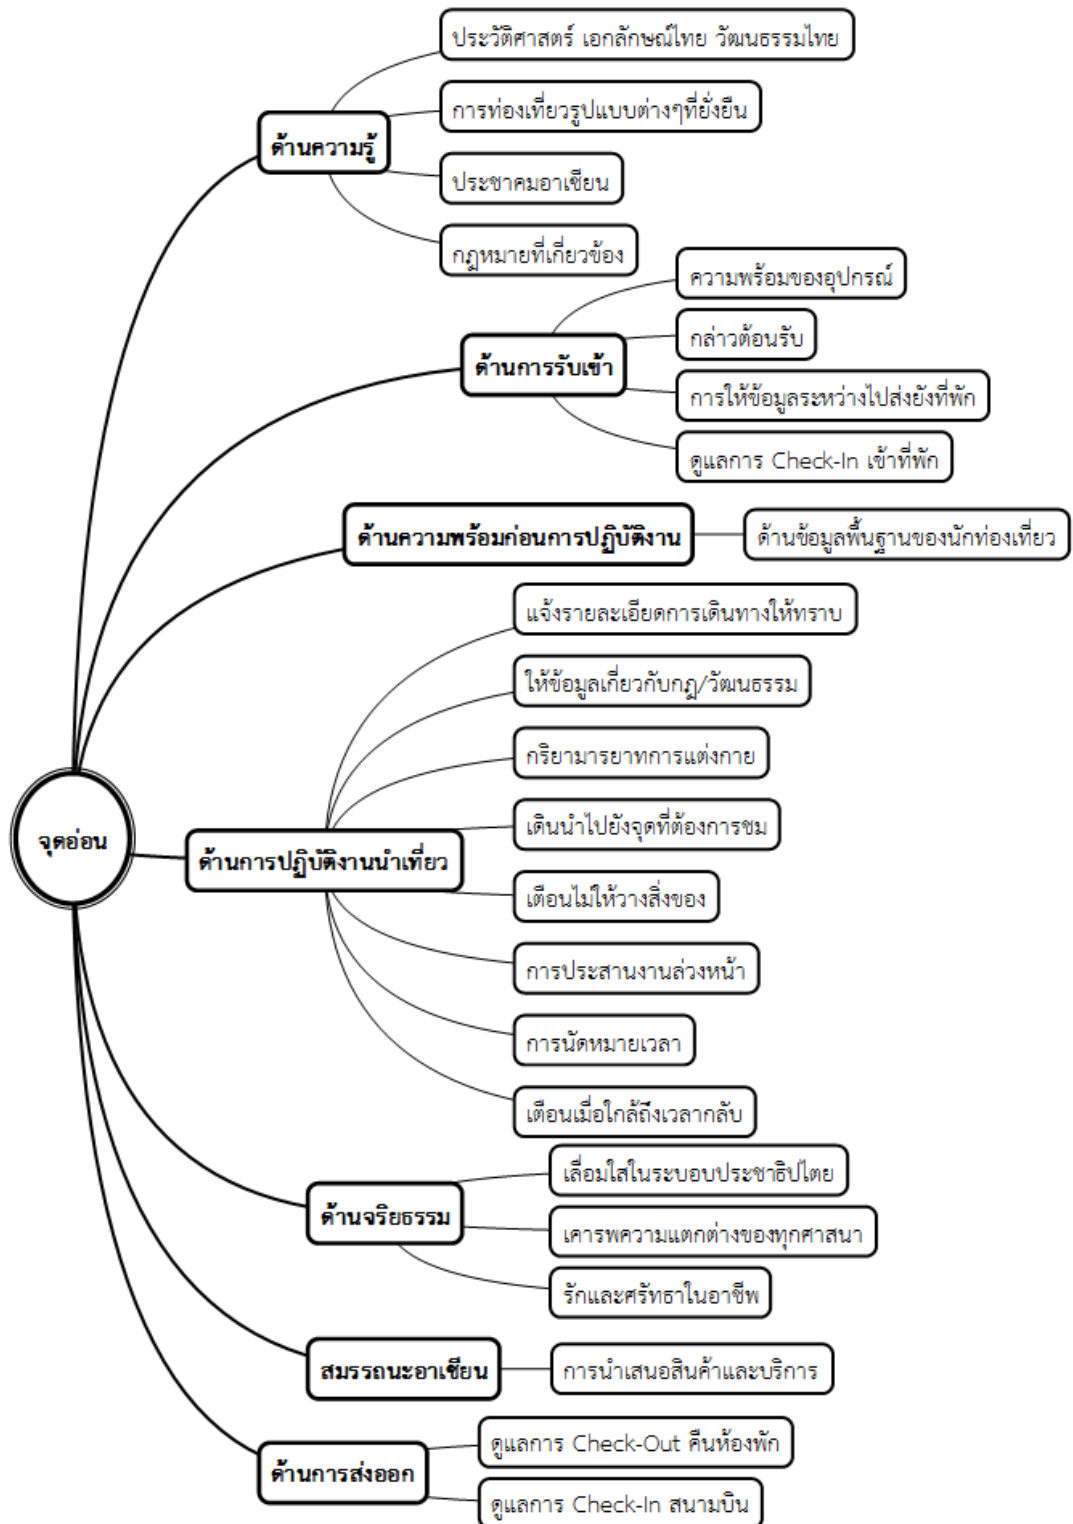 ประวัติศาสตร์ เอกลักษณ์ไทย วัฒนธรรมไทย
การท่องเที่ยวรูปแบบต่างๆที่ยั่งยืน
ด้านความรู้
ประชาคมอาเซียน
กฎหมายที่เกี่ยวข้อง
ความพร้อมของอุปกรณ์
กล่าวต้อนรับ
ด้านการรับเข้า
การให้ข้อมูลระหว่างไปส่งยังที่พัก
ดูแลการ Check-In เข้าที่พัก
ด้านความพร้อมก่อนการปฏิบัติงาน
ด้านข้อมูลพื้นฐานของนักท่องเที่ยว
แจ้งรายละเอียดการเดินทางให้ทราบ
ให้ข้อมูลเกี่ยวกับกฎ/วัฒนธรรม
กริยามารยาทการแต่งกาย
เดินนำไปยังจุดที่ต้องการชม
จุดอ่อน
ด้านการปฏิบัติงานนำเที่ยว
เตือนไม่ให้วางสิ่งของ
การประสานงานล่วงหน้า
การนัดหมายเวลา
เตือนเมื่อใกล้ถึงเวลากลับ
เลื่อมใสในระบอบประชาธิปไตย
ด้านจริยธรรม
เคารพความแตกต่างของทุกศาสนา
รักและศรัทธาในอาชีพ
สมรรถนะอาเซียน
การนำเสนอสินค้าและบริการ
ดูแลการ Check-Out คืนห้องพัก
ด้านการส่งออก
ดูแลการ Check-In สนามบิน